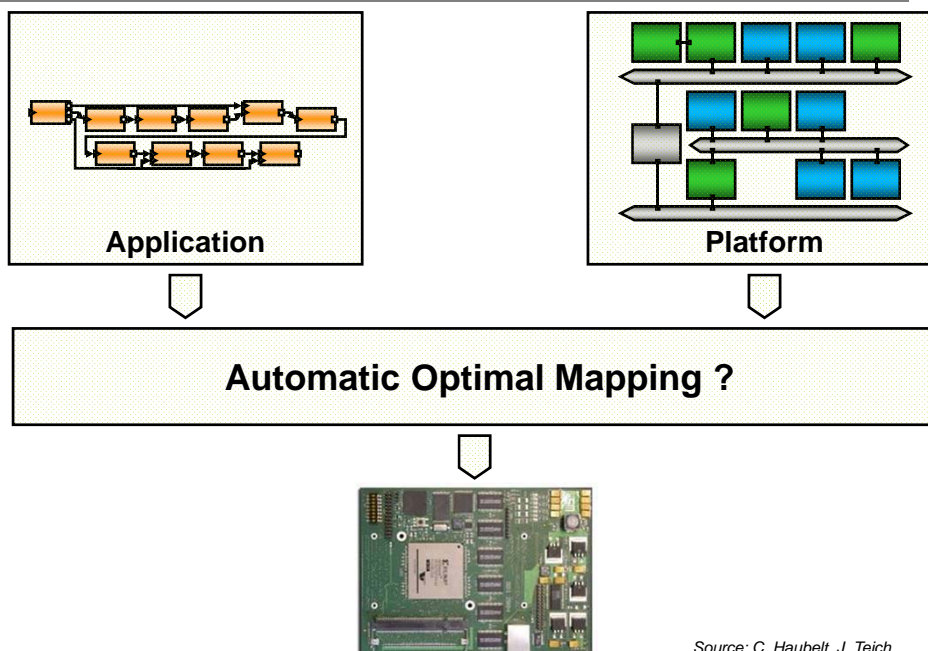 Application
Platform
Automatic Optimal Mapping ?
Source: C. Haubelt, J. Teich